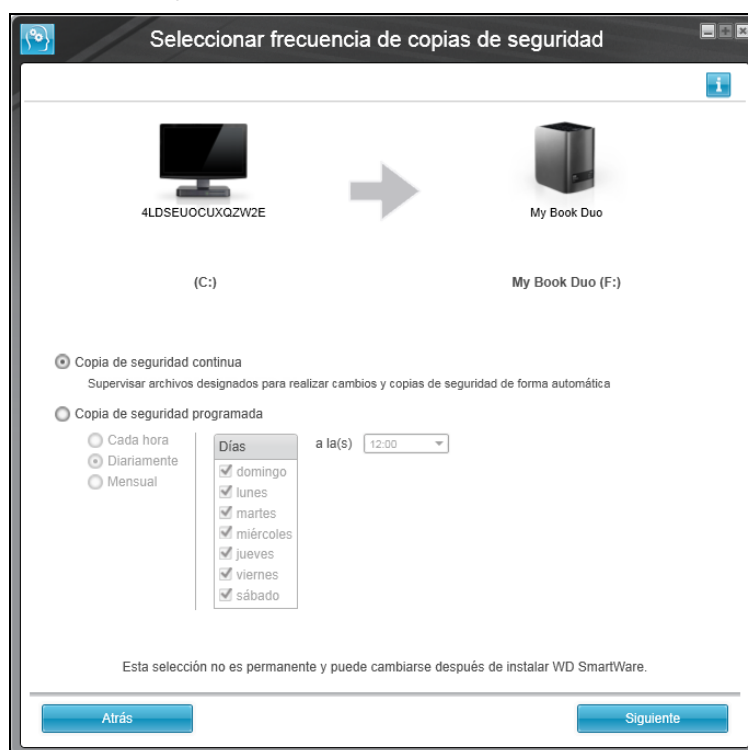 Seleccionar frecuencia de copias de seguridad
4LDSEUOCUXQZW2E
My Book Duo
(C:)
My Book Duo (F:)
Copia de seguridad continua
Supervisar archivos designados para realizar cambios y copias de seguridad de forma automática
Copia de seguridad programada
Cada hora
Diariamente
Mensual
Días
domingo
lunes
martes
miércoles
jueves
viernes
sábado
a la(s) 12:00
Esta selección no es permanente y puede cambiarse después de instalar WD SmartWare.
Atrás
Siguiente